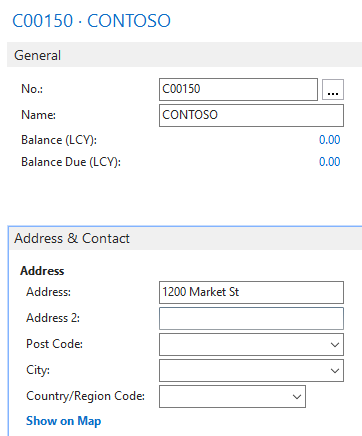 C00150 · CONTOSO
General
No.: C00150 ...
Name: CONTOSO
Balance (LCY): 0.00
Balance Due (LCY): 0.00
Address & Contact
Address
Address: 1200 Market St
Address 2:
Post Code:
City:
Country/Region Code:
Show on Map